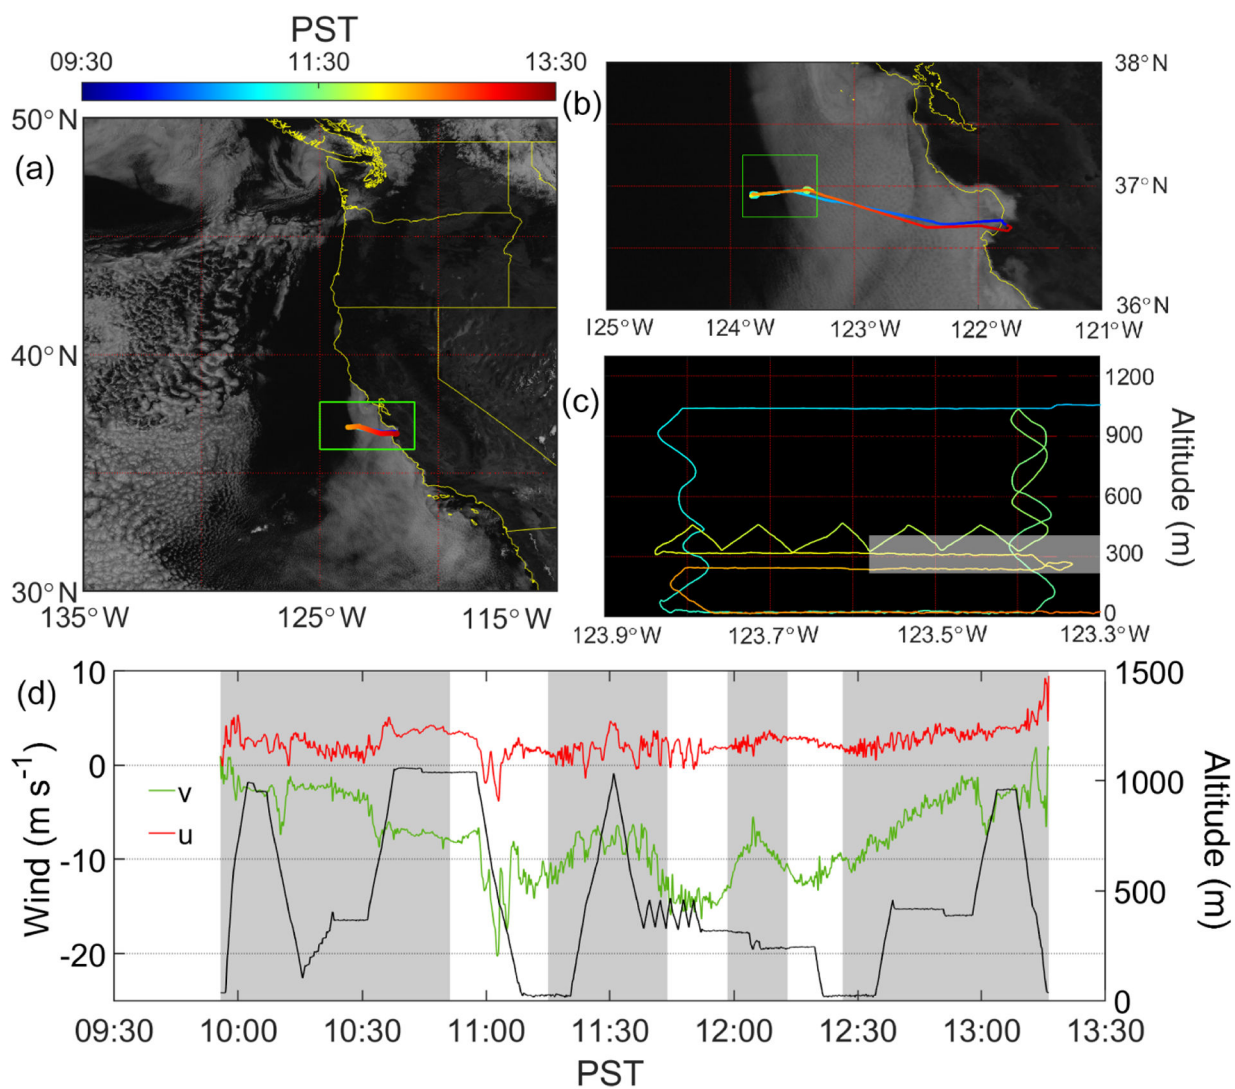 PST
09:30 11:30 13:30
(a)
50°N
40°N
30°N
135°W 125°W 115°W
(b)
38°N
37°N
36°N
125°W 124°W 123°W 122°W 121°W
(c)
1200
900
600
300
0
Altitude (m)
123.9°W 123.7°W 123.5°W 123.3°W
(d)
10
0
-10
-20
Wind (m s⁻¹)
v
u
1500
1000
500
0
Altitude (m)
09:30 10:00 10:30 11:00 11:30 12:00 12:30 13:00 13:30
PST